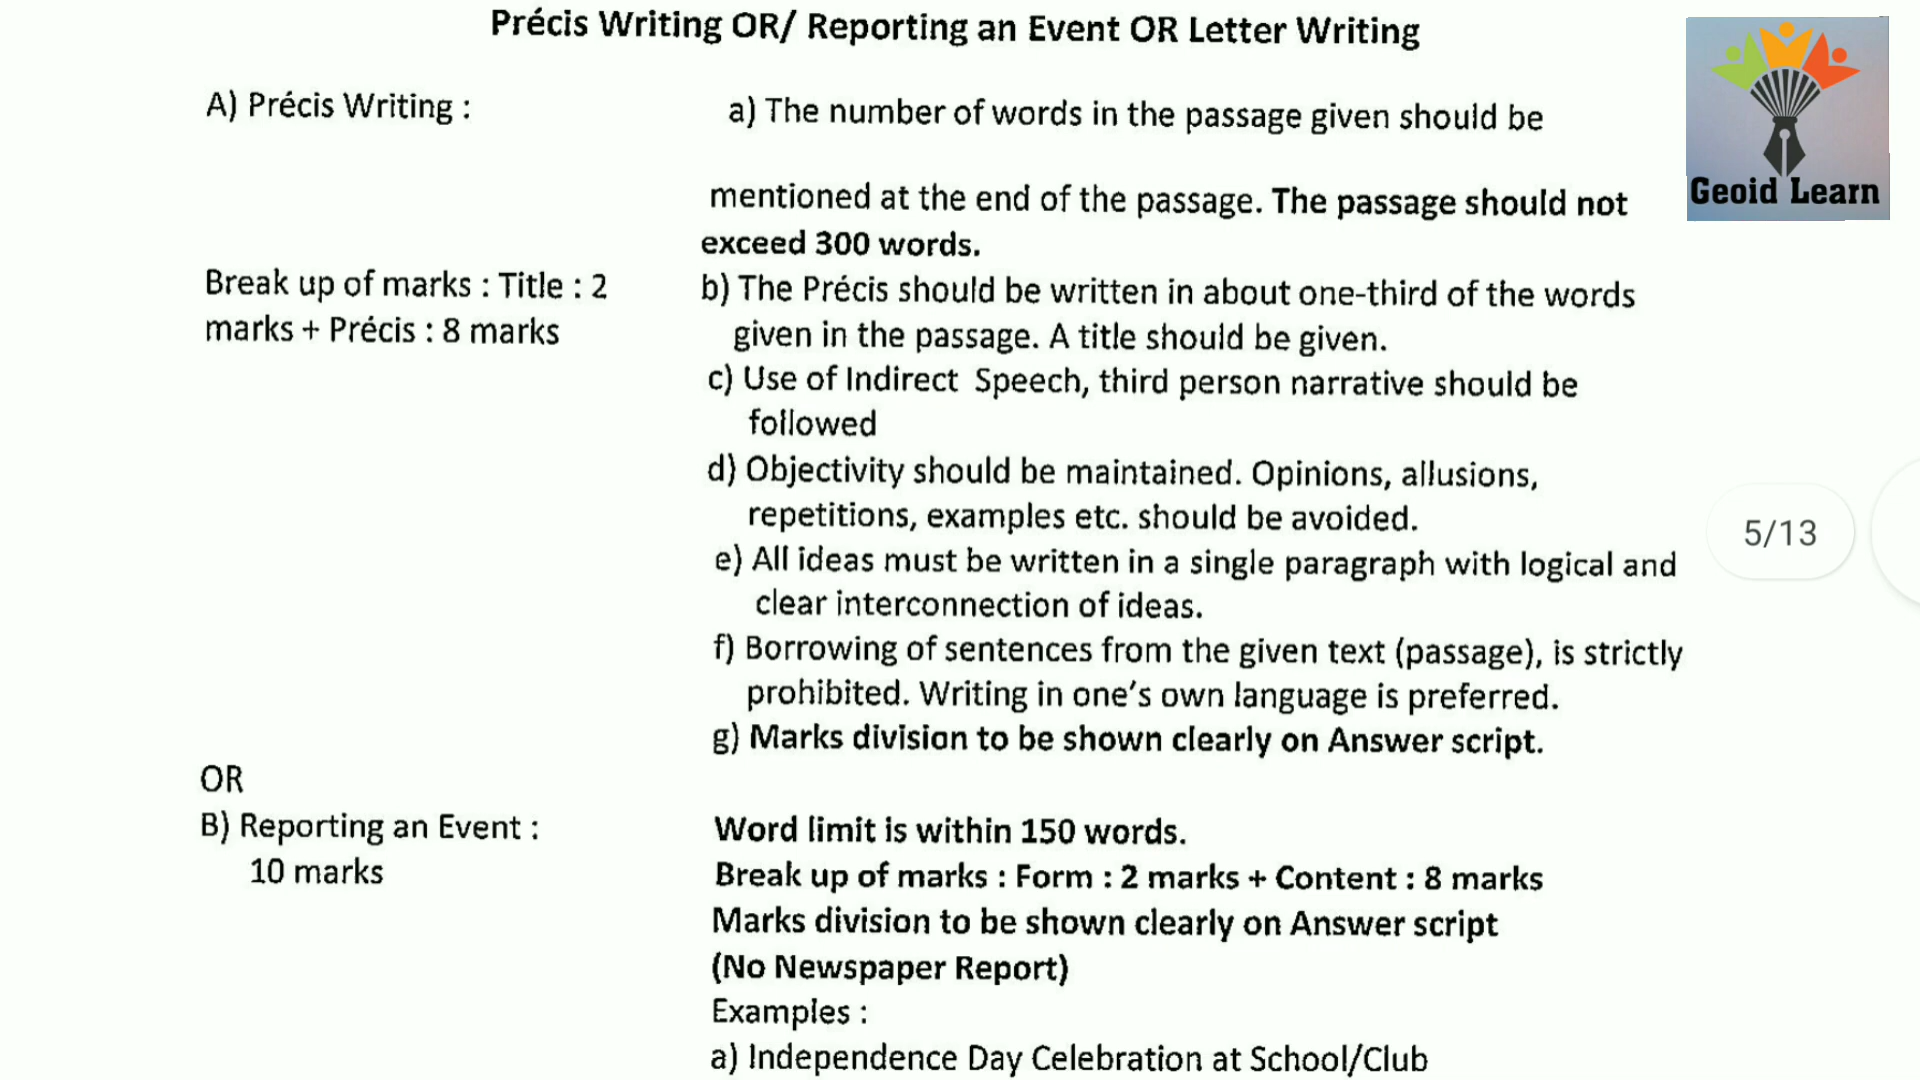 Précis Writing OR/ Reporting an Event OR Letter Writing
A) Précis Writing :
a) The number of words in the passage given should be
mentioned at the end of the passage. The passage should not
exceed 300 words.
Break up of marks : Title : 2
marks + Précis : 8 marks
b) The Précis should be written in about one-third of the words
given in the passage. A title should be given.
c) Use of Indirect Speech, third person narrative should be
followed
d) Objectivity should be maintained. Opinions, allusions,
repetitions, examples etc. should be avoided.
e) All ideas must be written in a single paragraph with logical and
clear interconnection of ideas.
f) Borrowing of sentences from the given text (passage), is strictly
prohibited. Writing in one's own language is preferred.
g) Marks division to be shown clearly on Answer script.
OR
B) Reporting an Event :
10 marks
Word limit is within 150 words.
Break up of marks : Form : 2 marks + Content : 8 marks
Marks division to be shown clearly on Answer script
(No Newspaper Report)
Examples :
a) Independence Day Celebration at School/Club
Geoid Learn
5/13